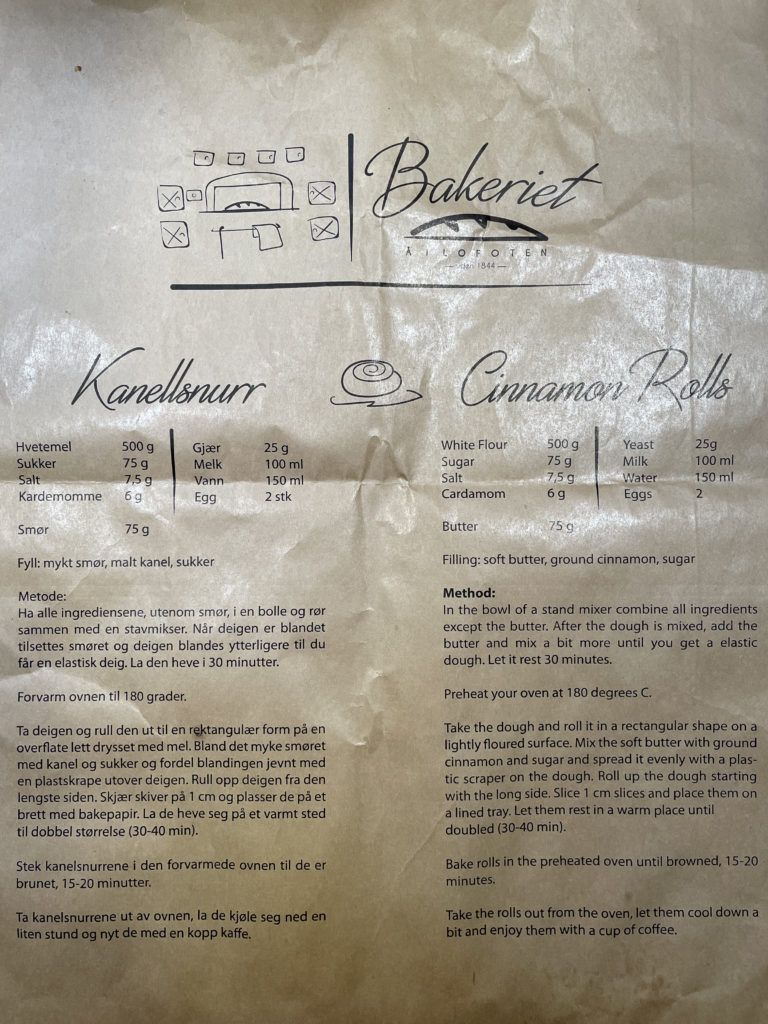 Bakeriet
Å I LOFOTEN
siden 1844
Kanellsnurr
Hvetemel 500 g Gjær 25 g
Sukker 75 g Melk 100 ml
Salt 7,5 g Vann 150 ml
Kardemomme 6 g Egg 2 stk
Smør 75 g
Fyll: mykt smør, malt kanel, sukker
Metode:
Ha alle ingrediensene, utenom smør, i en bolle og rør
sammen med en stavmikser. Når deigen er blandet
tilsettes smøret og deigen blandes ytterligere til du
får en elastisk deig. La den heve i 30 minutter.
Forvarm ovnen til 180 grader.
Ta deigen og rull den ut til en rektangulær form på en
overflate lett drysset med mel. Bland det myke smøret
med kanel og sukker og fordel blandingen jevnt med
en plastskrape utover deigen. Rull opp deigen fra den
lengste siden. Skjær skiver på 1 cm og plasser de på et
brett med bakepapir. La de heve seg på et varmt sted
til dobbel størrelse (30-40 min).
Stek kanelsnurrene i den forvarmede ovnen til de er
brunet, 15-20 minutter.
Ta kanelsnurrene ut av ovnen, la de kjøle seg ned en
liten stund og nyt de med en kopp kaffe.
Cinnamon Rolls
White Flour 500 g Yeast 25g
Sugar 75 g Milk 100 ml
Salt 7,5 g Water 150 ml
Cardamom 6 g Eggs 2
Butter 75 g
Filling: soft butter, ground cinnamon, sugar
Method:
In the bowl of a stand mixer combine all ingredients
except the butter. After the dough is mixed, add the
butter and mix a bit more until you get a elastic
dough. Let it rest 30 minutes.
Preheat your oven at 180 degrees C.
Take the dough and roll it in a rectangular shape on a
lightly floured surface. Mix the soft butter with ground
cinnamon and sugar and spread it evenly with a plas-
tic scraper on the dough. Roll up the dough starting
with the long side. Slice 1 cm slices and place them on
a lined tray. Let them rest in a warm place until
doubled (30-40 min).
Bake rolls in the preheated oven until browned, 15-20
minutes.
Take the rolls out from the oven, let them cool down a
bit and enjoy them with a cup of coffee.